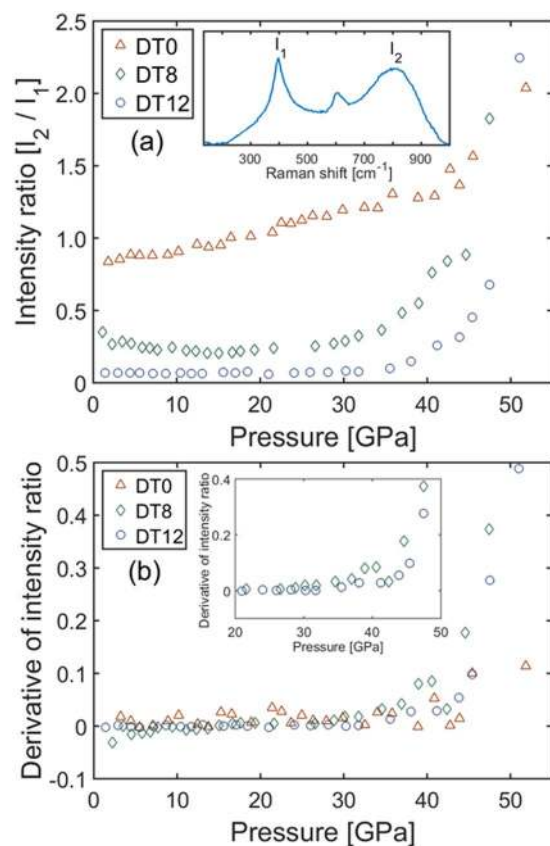 2.5
2.0
1.5
1.0
0.5
0
Intensity ratio [I2 / I1]
DT0
DT8
DT12
(a)
I1
I2
300 500 700 900
Raman shift [cm-1]
0 10 20 30 40 50
Pressure [GPa]
0.5
0.4
0.3
0.2
0.1
0
-0.1
Derivative of intensity ratio
DT0
DT8
DT12
(b)
0.4
0.2
0
Derivative of intensity ratio
20 30 40 50
Pressure [GPa]
0 10 20 30 40 50
Pressure [GPa]